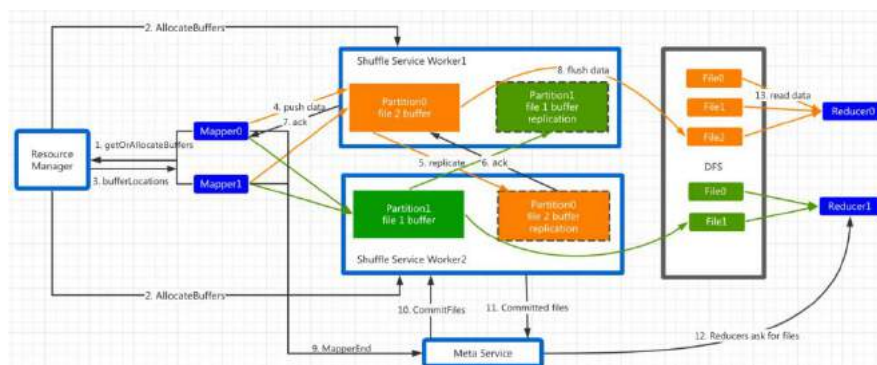 2. AllocateBuffers
Shuffle Service Worker1
8. flush data
4. push data
7. ack
Partition0
file 2 buffer
Partition1
file 1 buffer
replication
File0
13. read data
File1
File2
Reducer0
Mapper0
1. getOrAllocateBuffers
Resource
Manager
3. bufferLocations
Mapper1
5. replicate
6. ack
DFS
Partition1
file 1 buffer
Partition0
file 2 buffer
replication
File0
File1
Reducer1
Shuffle Service Worker2
2. AllocateBuffers
10. CommitFiles
11. Committed files
12. Reducers ask for files
9. MapperEnd
Meta Service